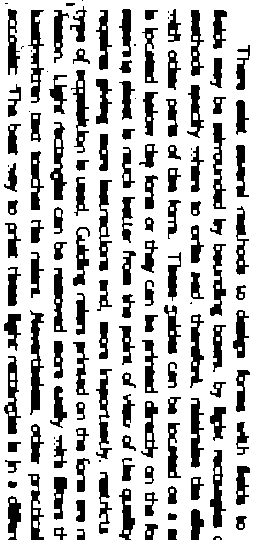 There exist several methods to design forms with fields to
fields may be surrounded by bounding boxes, by light rectangles o
methods specify where to write and, therefore, minimize the effe
with other parts of the form. These guides can be located on a s
is located below the form or they can be printed directly on the fo
separate sheet is much better from the point of view of the quality
requires giving more instructions and, more importantly, restricts
type of acquisition is used. Guiding rulers printed on the form are m
reason. Light rectangles can be removed more easily with filters th
handwritten text touches the rulers. Nevertheless, other practical
account: The best way to print these light rectangles is in a differe